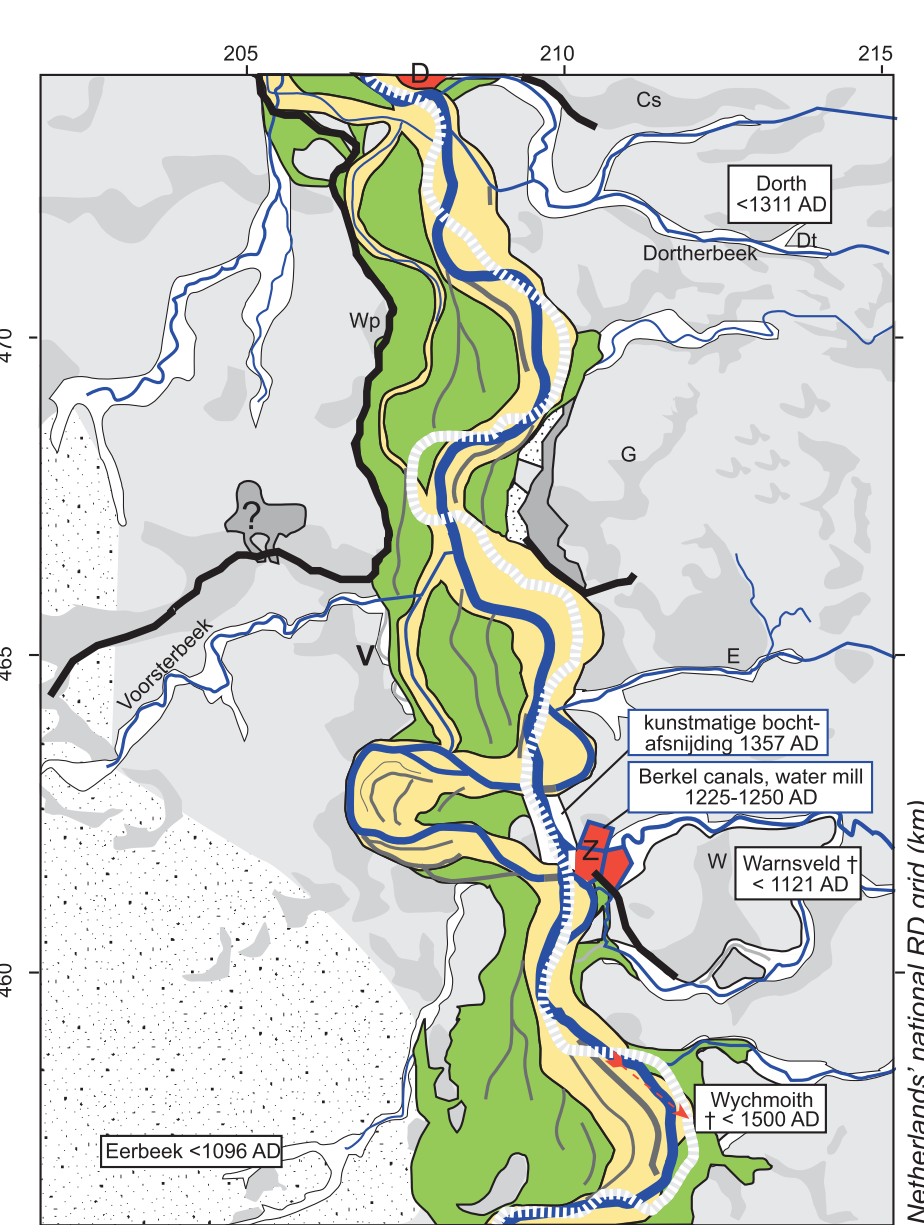 205
210
215
D
Cs
Dorth
<1311 AD
Dt
Dortherbeek
Wp
470
G
?
Voorsterbeek
V
465
E
kunstmatige bocht-
afsnijding 1357 AD
Berkel canals, water mill
1225-1250 AD
Z
W
Warnsveld †
< 1121 AD
460
Wychmoith
† < 1500 AD
Eerbeek <1096 AD
Netherlands' national RD grid (km)